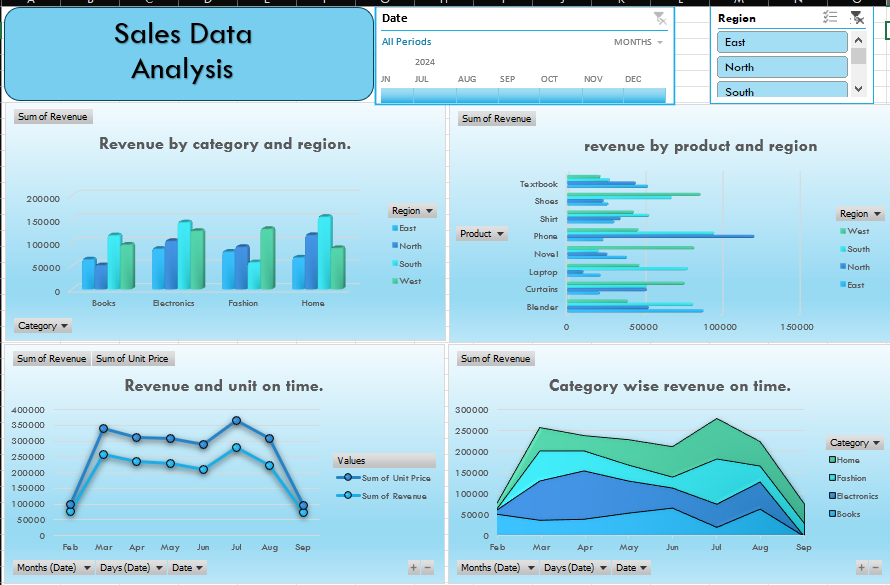 Sales Data
Analysis
Date
All Periods
MONTHS
2024
JN JUL AUG SEP OCT NOV DEC
Region
East
North
South
Sum of Revenue
Revenue by category and region.
200000
150000
100000
50000
0
Books Electronics Fashion Home
Region
East
North
South
West
Category
Sum of Revenue
revenue by product and region
Product
Textbook
Shoes
Shirt
Phone
Novel
Laptop
Curtains
Blender
0 50000 100000 150000
Region
West
South
North
East
Sum of Revenue Sum of Unit Price
Revenue and unit on time.
400000
350000
300000
250000
200000
150000
100000
50000
0
Feb Mar Apr May Jun Jul Aug Sep
Values
Sum of Unit Price
Sum of Revenue
Months (Date) Days (Date) Date
+ −
Sum of Revenue
Category wise revenue on time.
300000
250000
200000
150000
100000
50000
0
Feb Mar Apr May Jun Jul Aug Sep
Category
Home
Fashion
Electronics
Books
Months (Date) Days (Date) Date
+ −